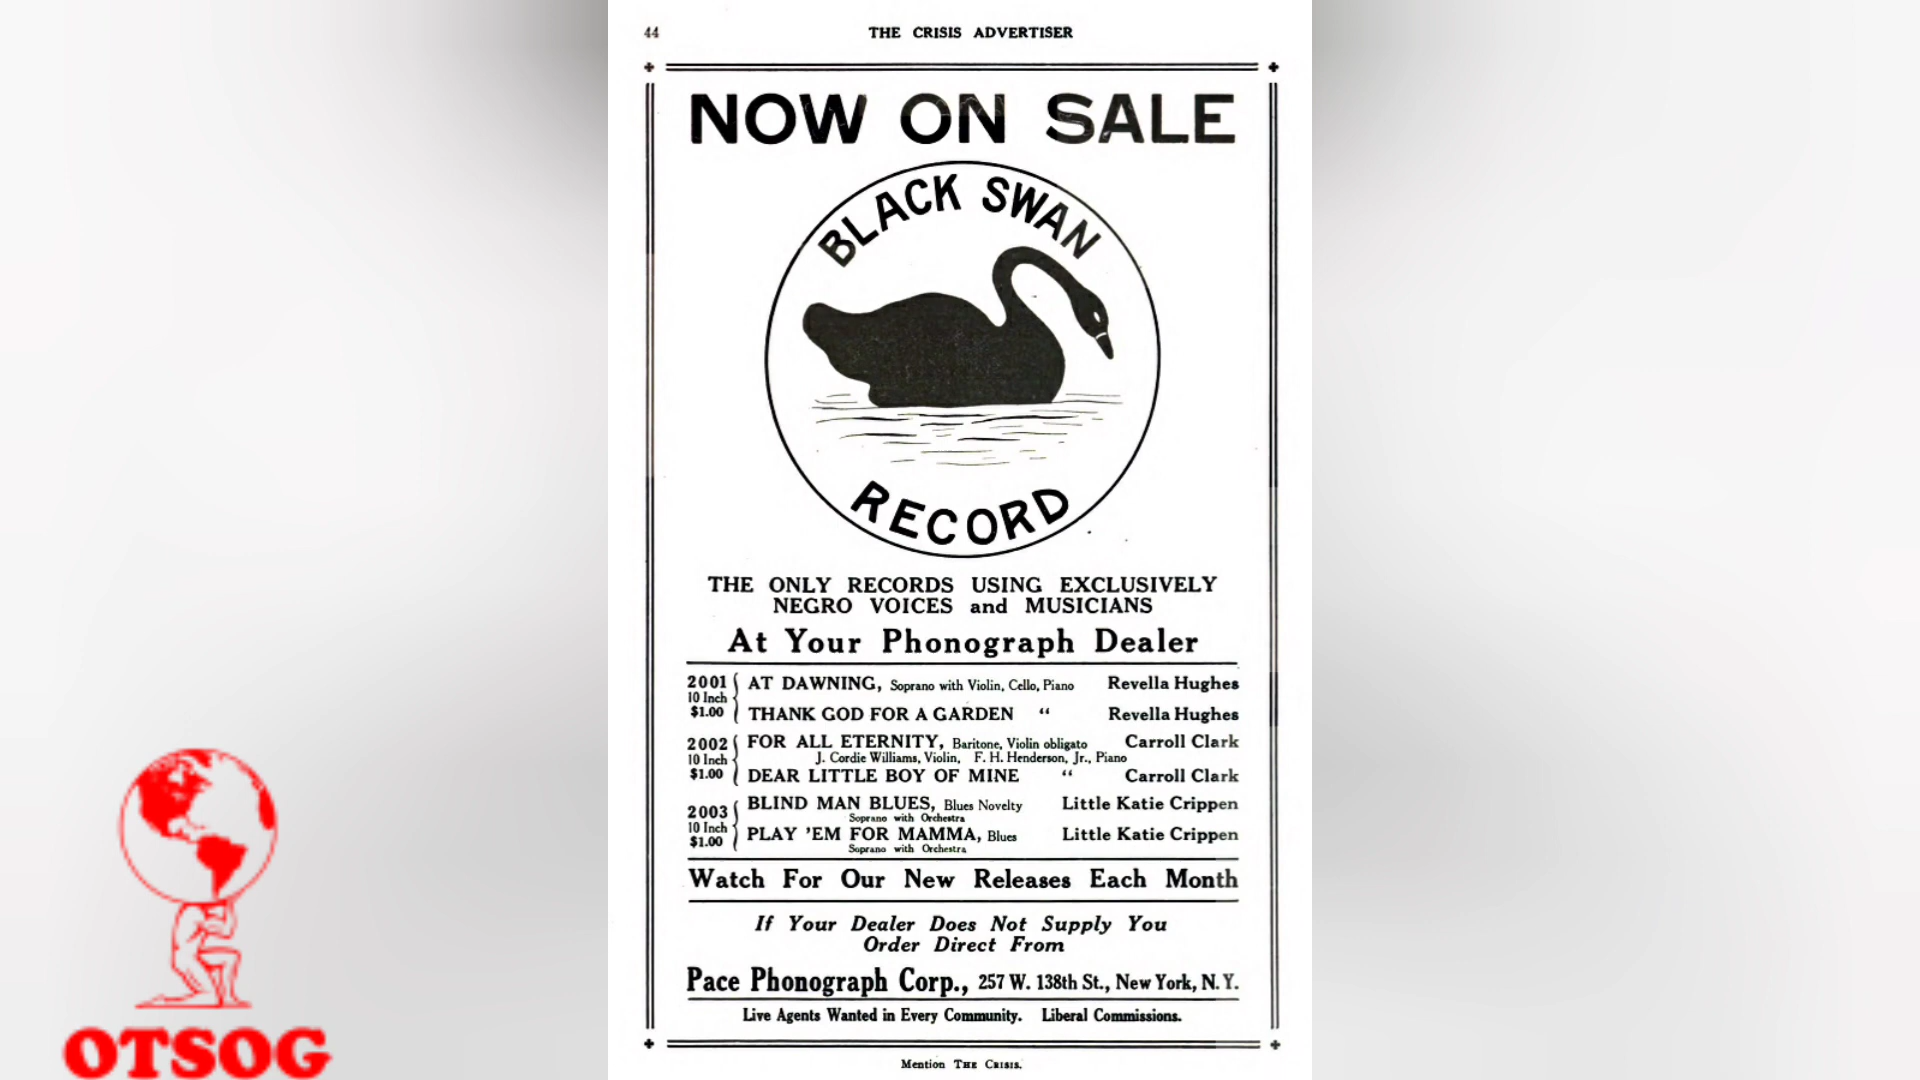 44
THE CRISIS ADVERTISER
NOW ON SALE
BLACK SWAN
RECORD
THE ONLY RECORDS USING EXCLUSIVELY
NEGRO VOICES and MUSICIANS
At Your Phonograph Dealer
2001 10 Inch $1.00
AT DAWNING, Soprano with Violin, Cello, Piano Revella Hughes
THANK GOD FOR A GARDEN “ Revella Hughes
2002 10 Inch $1.00
FOR ALL ETERNITY, Baritone, Violin obligato Carroll Clark
J. Cordie Williams, Violin, F. H. Henderson, Jr., Piano
DEAR LITTLE BOY OF MINE “ Carroll Clark
2003 10 Inch $1.00
BLIND MAN BLUES, Blues Novelty Little Katie Crippen
Soprano with Orchestra
PLAY 'EM FOR MAMMA, Blues Little Katie Crippen
Soprano with Orchestra
Watch For Our New Releases Each Month
If Your Dealer Does Not Supply You
Order Direct From
Pace Phonograph Corp., 257 W. 138th St., New York, N. Y.
Live Agents Wanted in Every Community. Liberal Commissions.
Mention THE CRISIS.
OTSOG